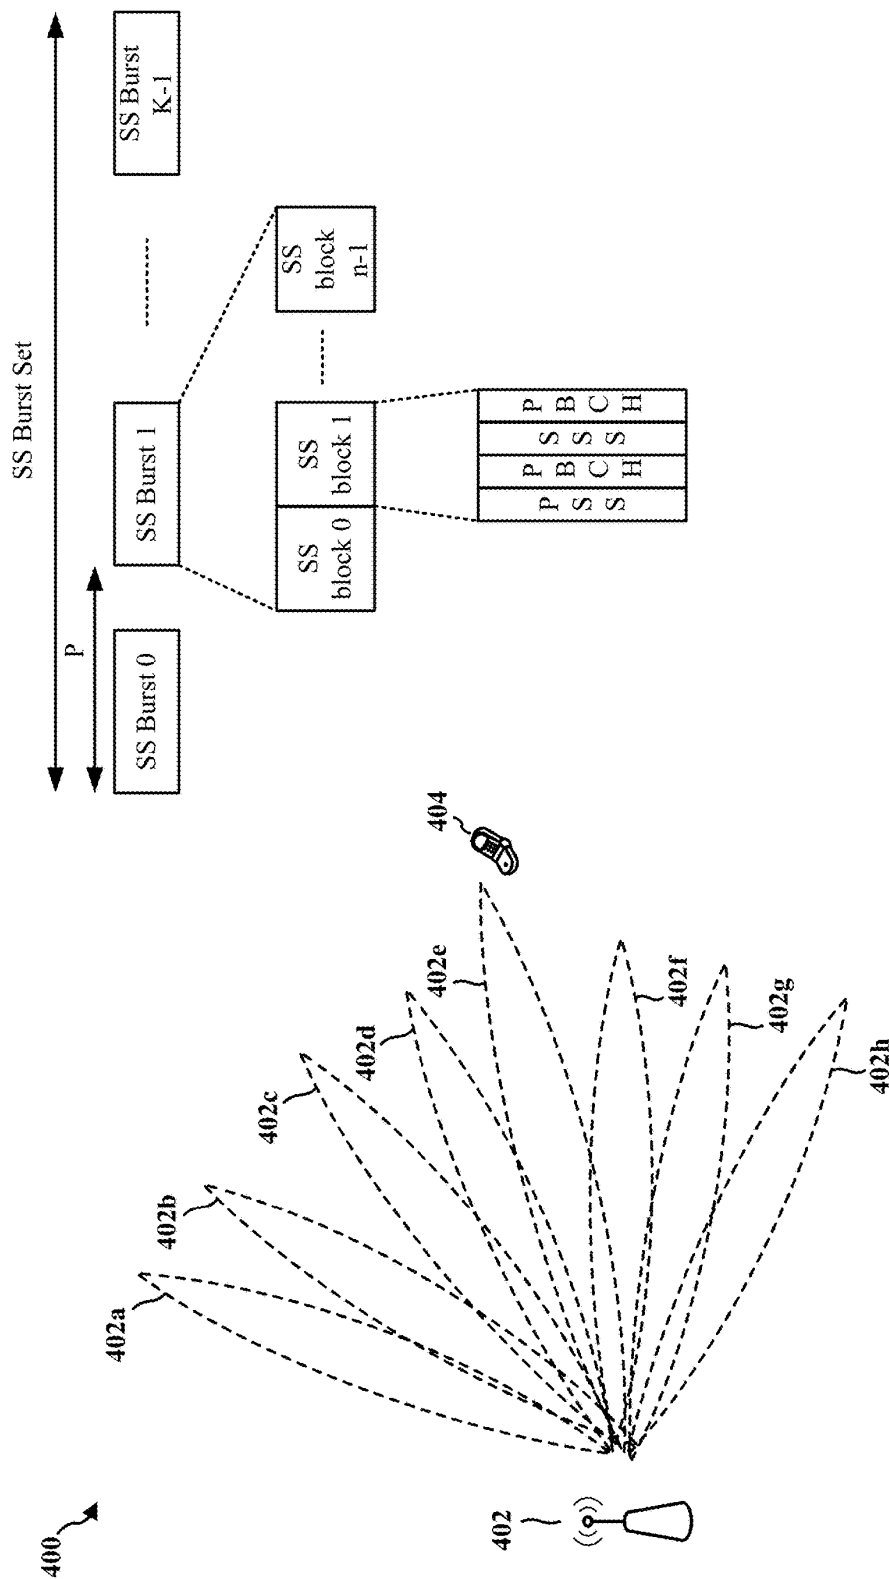 400
402
402a
402b
402c
402d
402e
402f
402g
402h
404
SS Burst Set
P
SS Burst 0
SS Burst 1
SS Burst
K-1
SS
block 0
SS
block 1
SS
block
n-1
PSS
PBCH
SSS
PBCH